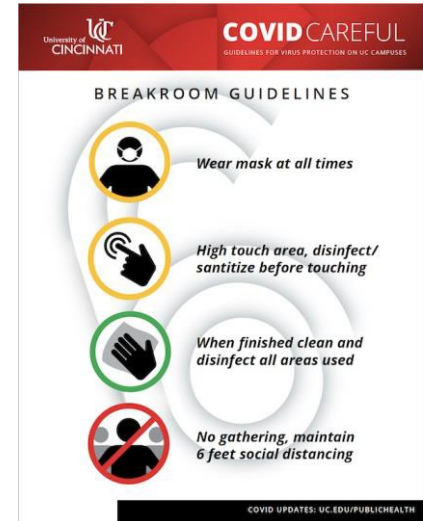 University of
CINCINNATI
COVID CAREFUL
GUIDELINES FOR VIRUS PROTECTION ON UC CAMPUSES
BREAKROOM GUIDELINES
Wear mask at all times
High touch area, disinfect/
santitize before touching
When finished clean and
disinfect all areas used
No gathering, maintain
6 feet social distancing
COVID UPDATES: UC.EDU/PUBLICHEALTH